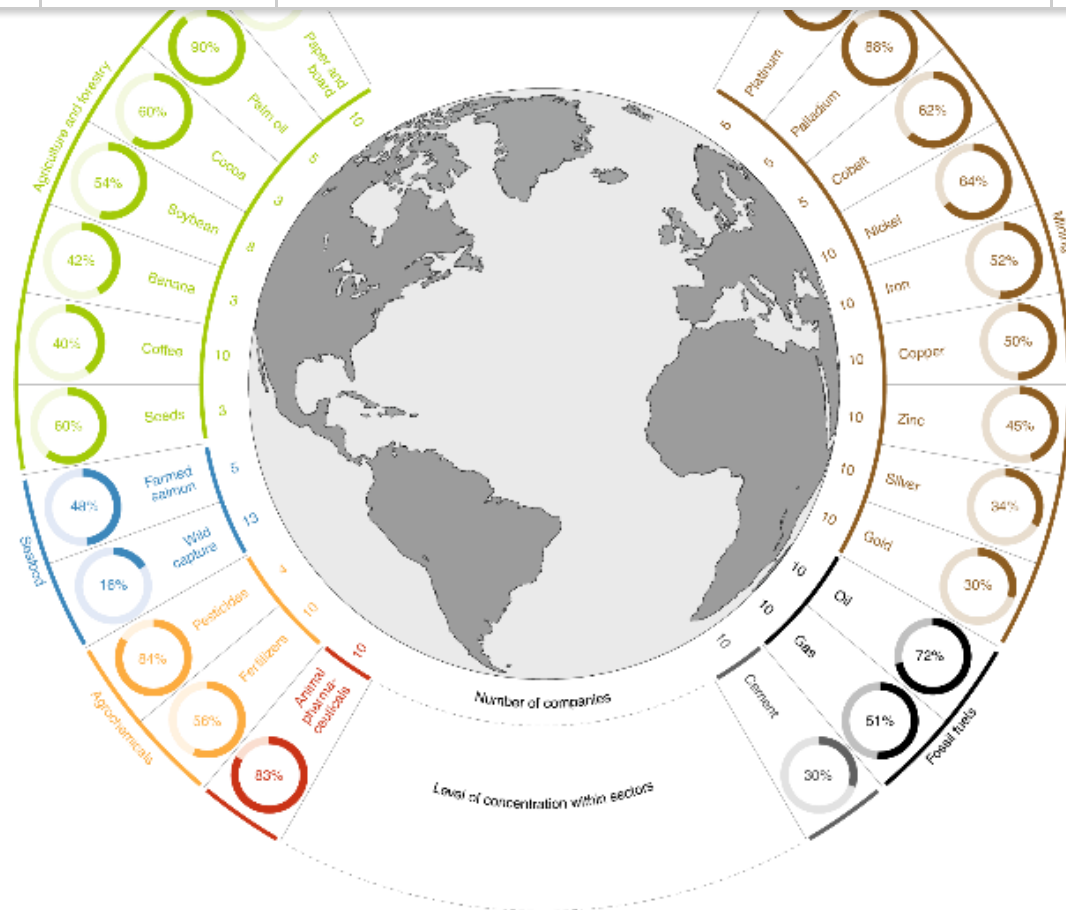 Agriculture and forestry
Paper and
board
10
90%
Palm oil
5
60%
Cocoa
3
54%
Soybean
8
42%
Banana
3
40%
Coffee
10
60%
Seeds
3
Seafood
48%
Farmed
salmon
5
16%
Wild
capture
13
Agrochemicals
84%
Pesticides
4
56%
Fertilizers
10
83%
Animal
pharma-
ceuticals
10
Mining
Platinum
5
88%
Palladium
5
62%
Cobalt
5
64%
Nickel
10
52%
Iron
10
50%
Copper
10
45%
Zinc
10
34%
Silver
10
30%
Gold
10
Fossil fuels
72%
Oil
10
51%
Gas
10
30%
Cement
10
Number of companies
Level of concentration within sectors